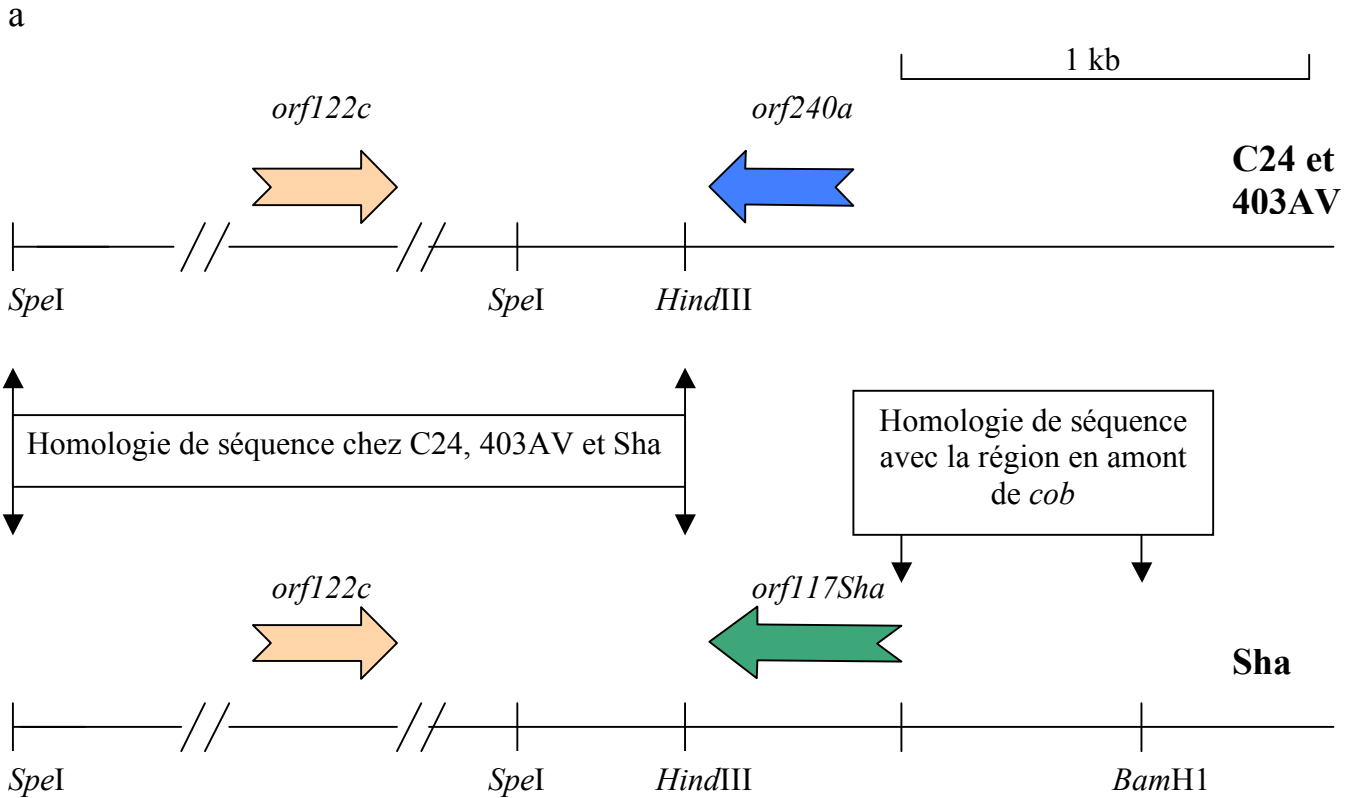 a
1 kb
orf122c
orf240a
C24 et
403AV
SpeI
SpeI
HindIII
Homologie de séquence chez C24, 403AV et Sha
Homologie de séquence
avec la région en amont
de cob
orf122c
orf117Sha
Sha
SpeI
SpeI
HindIII
BamH1